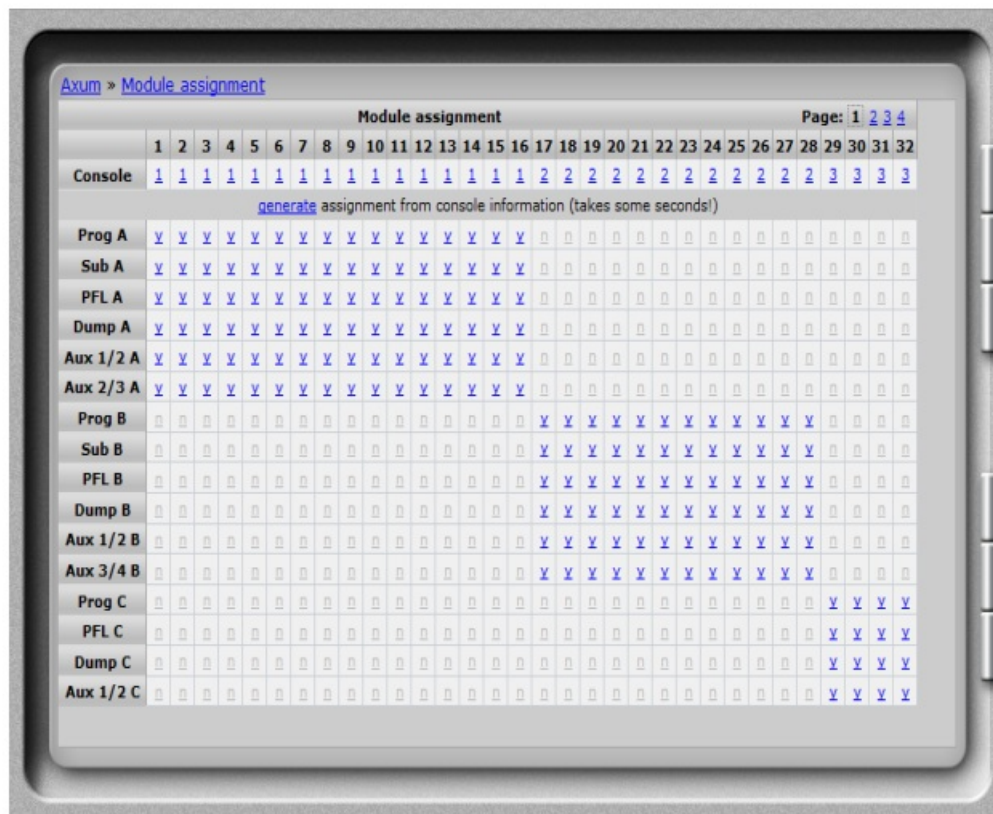 Axum » Module assignment
Module assignment Page: 1 2 3 4
1 2 3 4 5 6 7 8 9 10 11 12 13 14 15 16 17 18 19 20 21 22 23 24 25 26 27 28 29 30 31 32
Console 1 1 1 1 1 1 1 1 1 1 1 1 1 1 1 1 2 2 2 2 2 2 2 2 2 2 2 2 3 3 3 3
generate assignment from console information (takes some seconds!)
Prog A y y y y y y y y y y y y y y y y n n n n n n n n n n n n n n n n
Sub A y y y y y y y y y y y y y y y y n n n n n n n n n n n n n n n n
PFL A y y y y y y y y y y y y y y y y n n n n n n n n n n n n n n n n
Dump A y y y y y y y y y y y y y y y y n n n n n n n n n n n n n n n n
Aux 1/2 A y y y y y y y y y y y y y y y y n n n n n n n n n n n n n n n n
Aux 2/3 A y y y y y y y y y y y y y y y y n n n n n n n n n n n n n n n n
Prog B n n n n n n n n n n n n n n n n y y y y y y y y y y y y n n n n
Sub B n n n n n n n n n n n n n n n n y y y y y y y y y y y y n n n n
PFL B n n n n n n n n n n n n n n n n y y y y y y y y y y y y n n n n
Dump B n n n n n n n n n n n n n n n n y y y y y y y y y y y y n n n n
Aux 1/2 B n n n n n n n n n n n n n n n n y y y y y y y y y y y y n n n n
Aux 3/4 B n n n n n n n n n n n n n n n n y y y y y y y y y y y y n n n n
Prog C n n n n n n n n n n n n n n n n n n n n n n n n n n n n y y y y
PFL C n n n n n n n n n n n n n n n n n n n n n n n n n n n n y y y y
Dump C n n n n n n n n n n n n n n n n n n n n n n n n n n n n y y y y
Aux 1/2 C n n n n n n n n n n n n n n n n n n n n n n n n n n n n y y y y